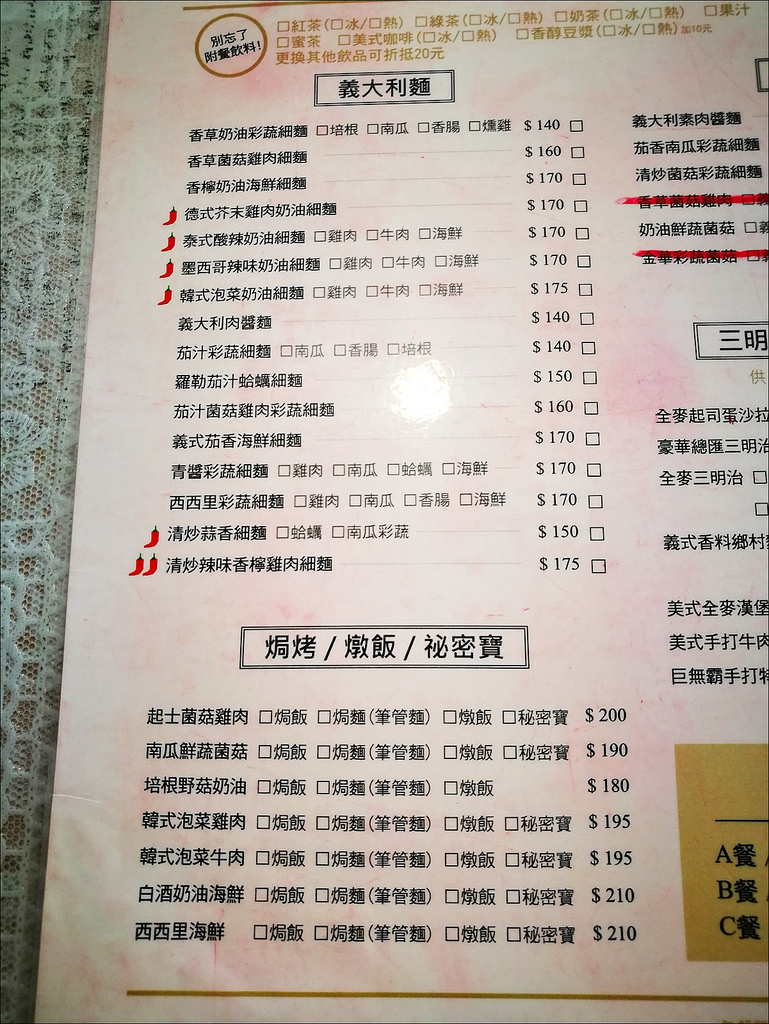 別忘了
附餐飲料!
□紅茶(□冰/□熱) □綠茶(□冰/□熱) □奶茶(□冰/□熱) □果汁
□蜜茶 □美式咖啡(□冰/□熱) □香醇豆漿(□冰/□熱)加10元
更換其他飲品可折抵20元
義大利麵
香草奶油彩蔬細麵 □培根 □南瓜 □香腸 □燻雞 $ 140 □
香草菌菇雞肉細麵 $ 160 □
香檸奶油海鮮細麵 $ 170 □
德式芥末雞肉奶油細麵 $ 170 □
泰式酸辣奶油細麵 □雞肉 □牛肉 □海鮮 $ 170 □
墨西哥辣味奶油細麵 □雞肉 □牛肉 □海鮮 $ 170 □
韓式泡菜奶油細麵 □雞肉 □牛肉 □海鮮 $ 175 □
義大利肉醬麵 $ 140 □
茄汁彩蔬細麵 □南瓜 □香腸 □培根 $ 140 □
羅勒茄汁蛤蠣細麵 $ 150 □
茄汁菌菇雞肉彩蔬細麵 $ 160 □
義式茄香海鮮細麵 $ 170 □
青醬彩蔬細麵 □雞肉 □南瓜 □蛤蠣 □海鮮 $ 170 □
西西里彩蔬細麵 □雞肉 □南瓜 □香腸 □海鮮 $ 170 □
清炒蒜香細麵 □蛤蠣 □南瓜彩蔬 $ 150 □
清炒辣味香檸雞肉細麵 $ 175 □
焗烤/燉飯/祕密寶
起士菌菇雞肉 □焗飯 □焗麵(筆管麵) □燉飯 □秘密寶 $ 200
南瓜鮮蔬菌菇 □焗飯 □焗麵(筆管麵) □燉飯 □秘密寶 $ 190
培根野菇奶油 □焗飯 □焗麵(筆管麵) □燉飯 $ 180
韓式泡菜雞肉 □焗飯 □焗麵(筆管麵) □燉飯 □秘密寶 $ 195
韓式泡菜牛肉 □焗飯 □焗麵(筆管麵) □燉飯 □秘密寶 $ 195
白酒奶油海鮮 □焗飯 □焗麵(筆管麵) □燉飯 □秘密寶 $ 210
西西里海鮮 □焗飯 □焗麵(筆管麵) □燉飯 □秘密寶 $ 210
義大利素肉醬麵
茄香南瓜彩蔬細麵
清炒菌菇彩蔬細麵
香草菌菇雞肉 □義
奶油鮮蔬菌菇 □義
金華彩蔬菌菇 □義
三明
供
全麥起司蛋沙拉
豪華總匯三明治
全麥三明治 □
□
義式香料鄉村
美式全麥漢堡
美式手打牛肉
巨無霸手打特
A餐 /
B餐 /
C餐